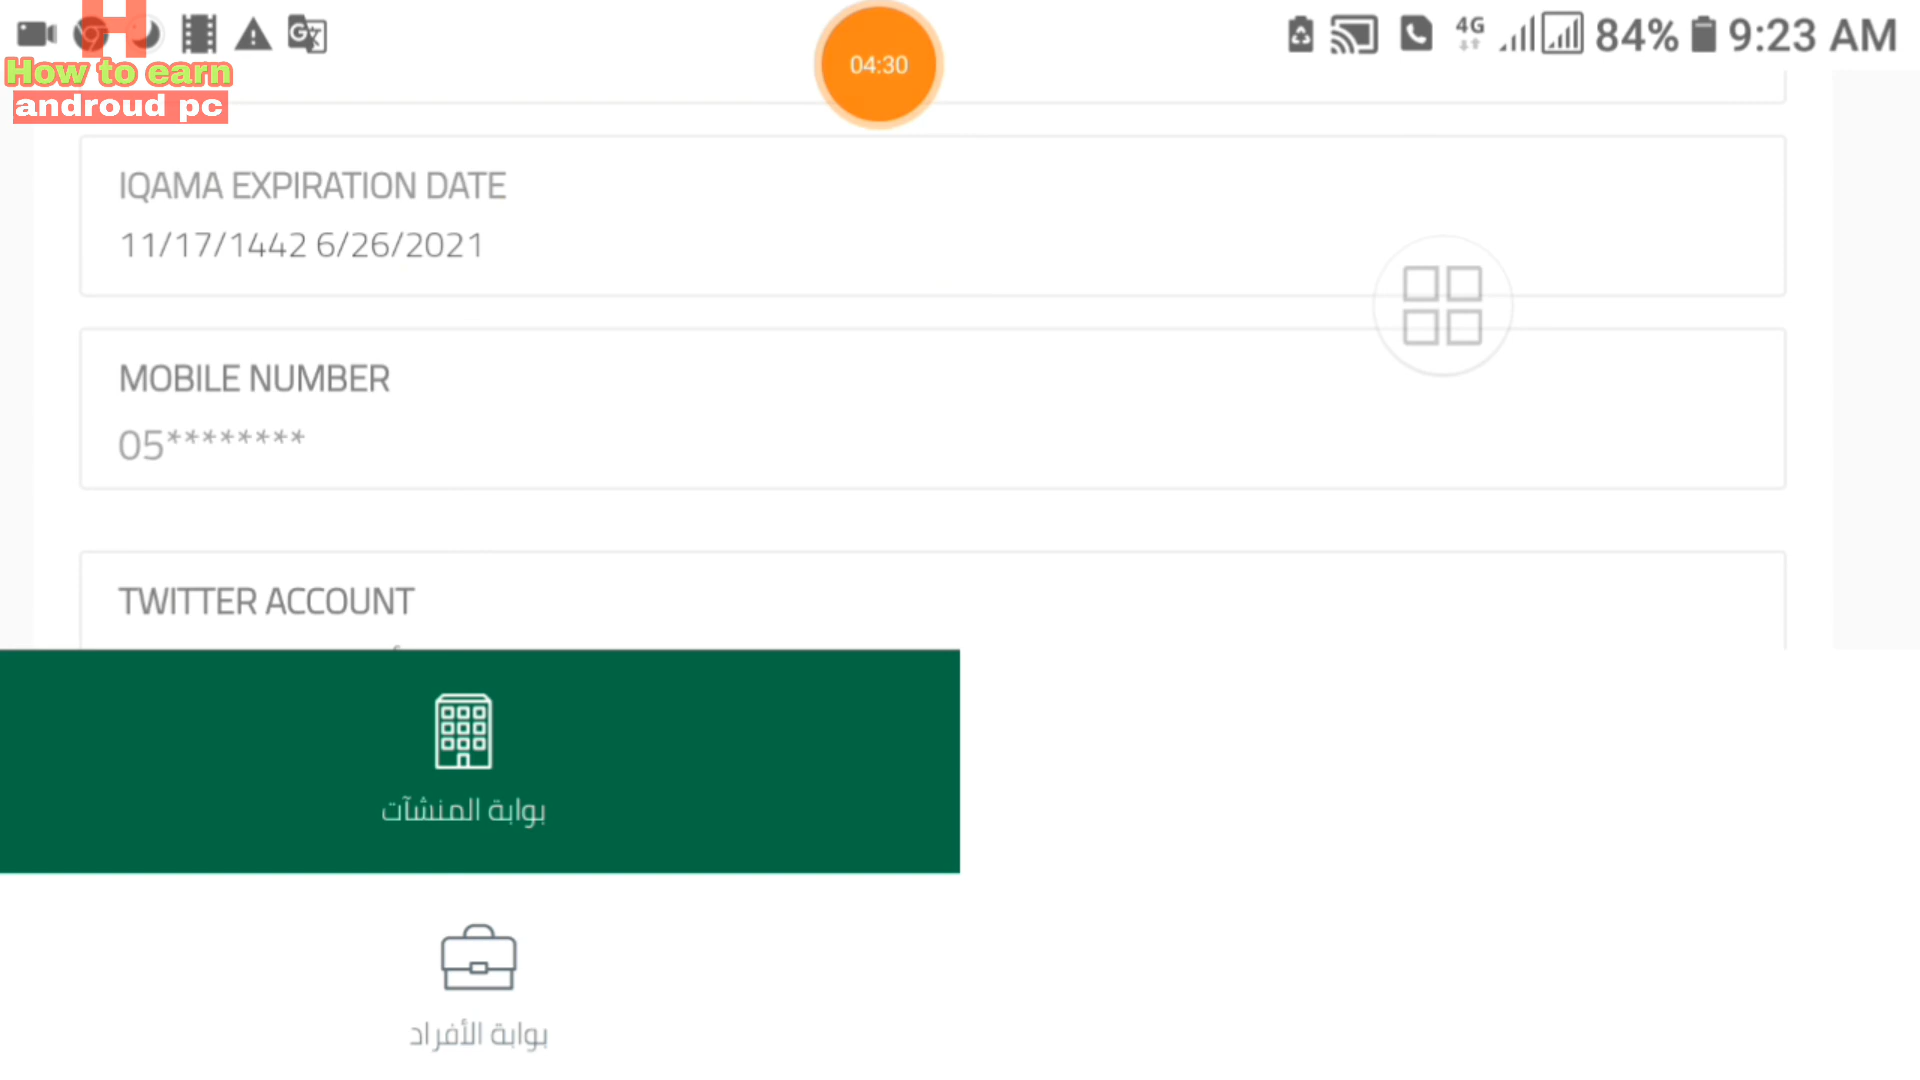 84% 9:23 AM
04:30
4G
H
How to earn
androud pc
IQAMA EXPIRATION DATE
11/17/1442 6/26/2021
MOBILE NUMBER
05********
TWITTER ACCOUNT
بوابة المنشآت
بوابة الأفراد